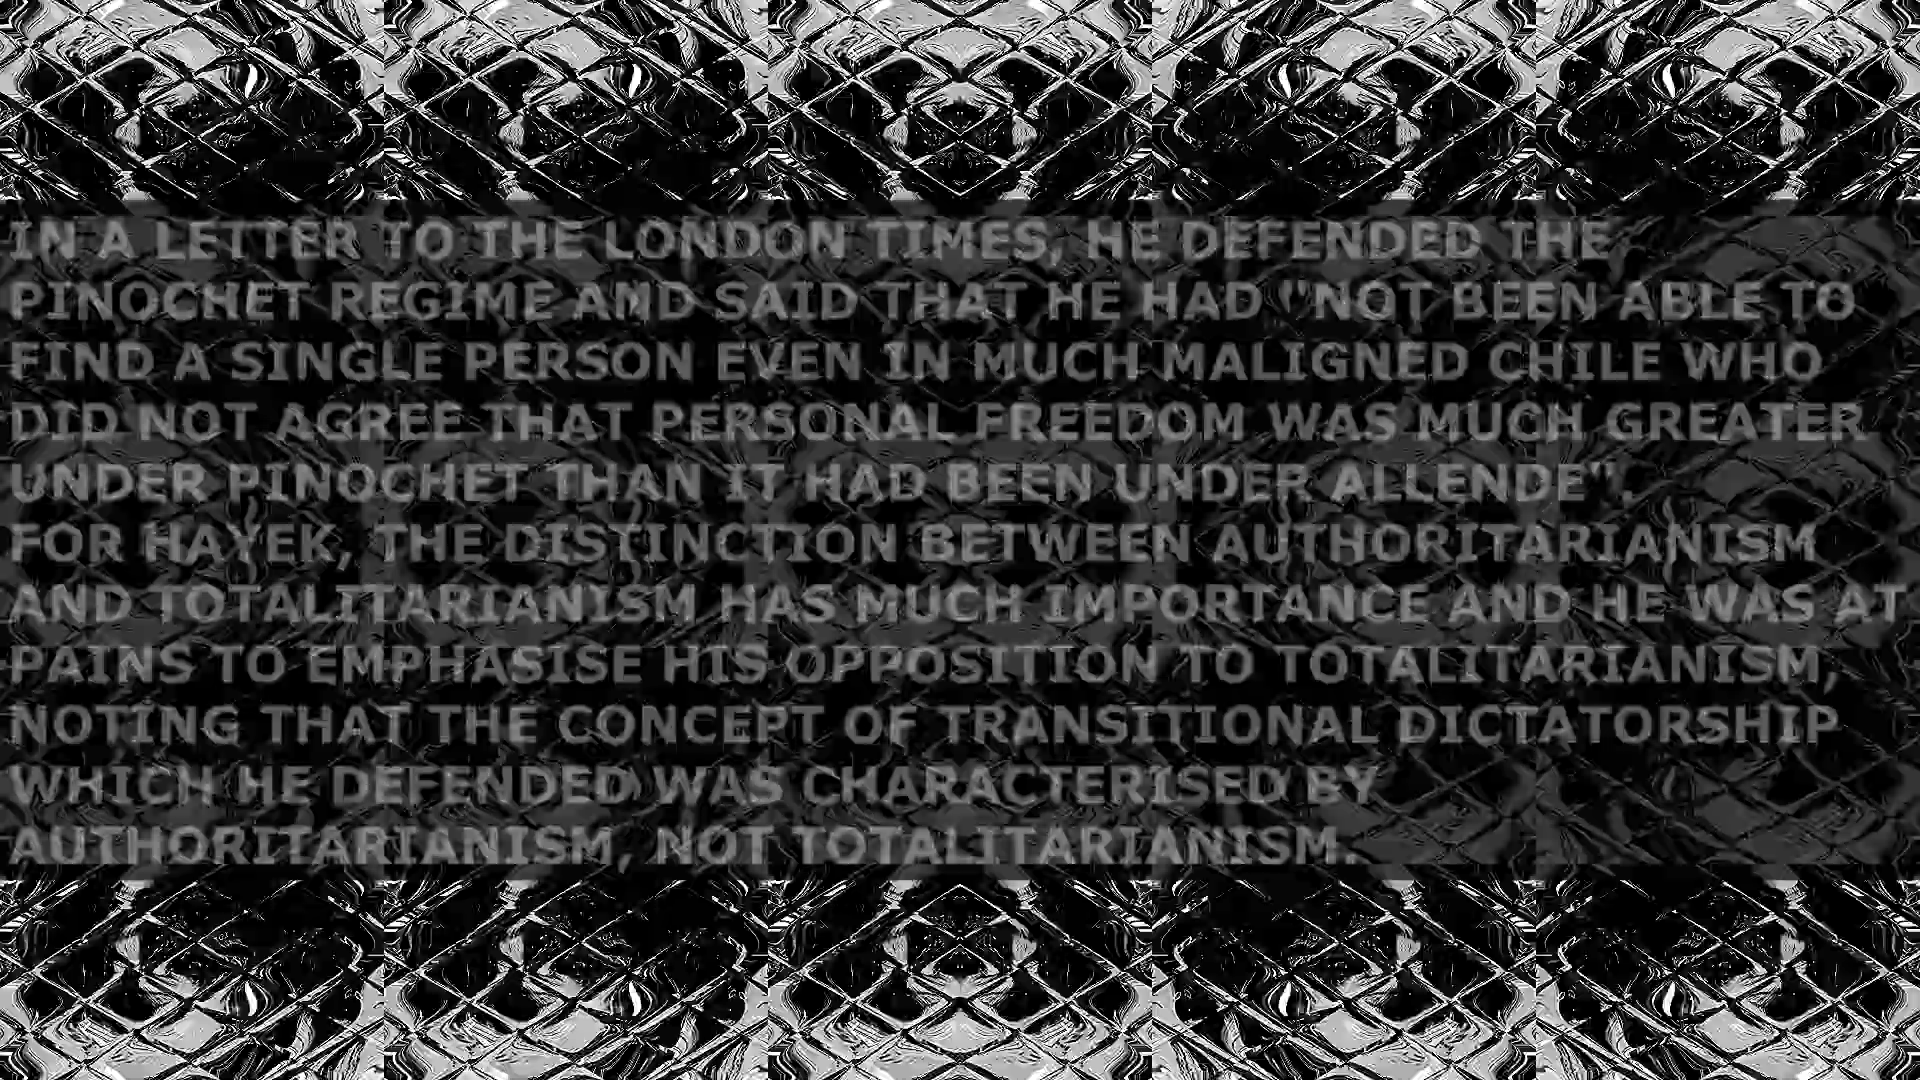 IN A LETTER TO THE LONDON TIMES, HE DEFENDED THE
PINOCHET REGIME AND SAID THAT HE HAD "NOT BEEN ABLE TO
FIND A SINGLE PERSON EVEN IN MUCH MALIGNED CHILE WHO
DID NOT AGREE THAT PERSONAL FREEDOM WAS MUCH GREATER
UNDER PINOCHET THAN IT HAD BEEN UNDER ALLENDE".
FOR HAYEK, THE DISTINCTION BETWEEN AUTHORITARIANISM
AND TOTALITARIANISM HAS MUCH IMPORTANCE AND HE WAS AT
PAINS TO EMPHASISE HIS OPPOSITION TO TOTALITARIANISM,
NOTING THAT THE CONCEPT OF TRANSITIONAL DICTATORSHIP
WHICH HE DEFENDED WAS CHARACTERISED BY
AUTHORITARIANISM, NOT TOTALITARIANISM.